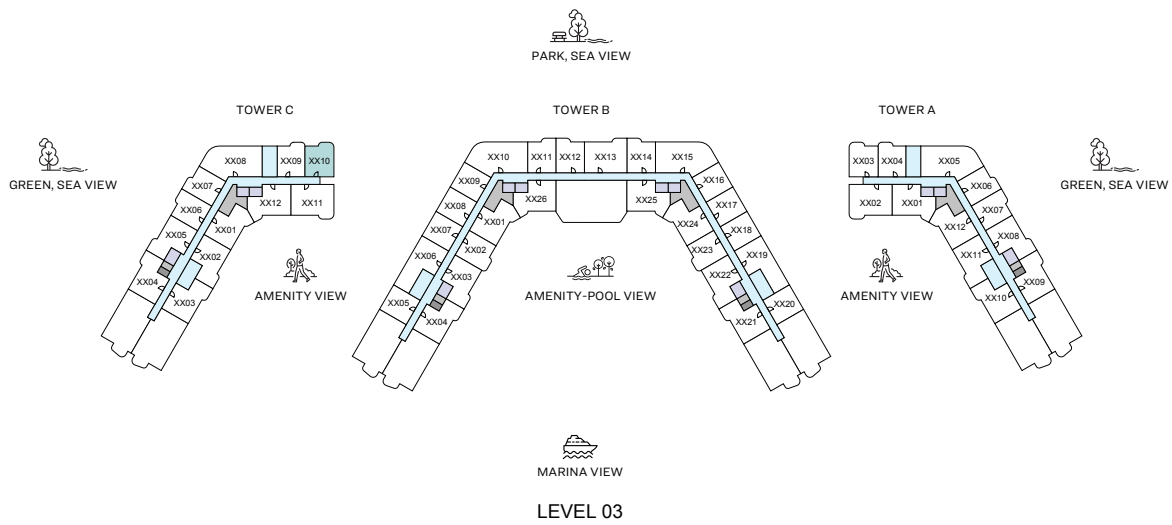 PARK, SEA VIEW
TOWER C
TOWER B
TOWER A
GREEN, SEA VIEW
GREEN, SEA VIEW
XX08
XX09
XX10
XX07
XX06
XX05
XX04
XX03
XX02
XX01
XX12
XX11
XX10
XX11
XX12
XX13
XX14
XX15
XX09
XX08
XX07
XX06
XX05
XX04
XX03
XX02
XX01
XX26
XX25
XX24
XX23
XX22
XX21
XX16
XX17
XX18
XX19
XX20
XX03
XX04
XX05
XX02
XX01
XX06
XX07
XX08
XX09
XX12
XX11
XX10
AMENITY VIEW
AMENITY-POOL VIEW
AMENITY VIEW
MARINA VIEW
LEVEL 03